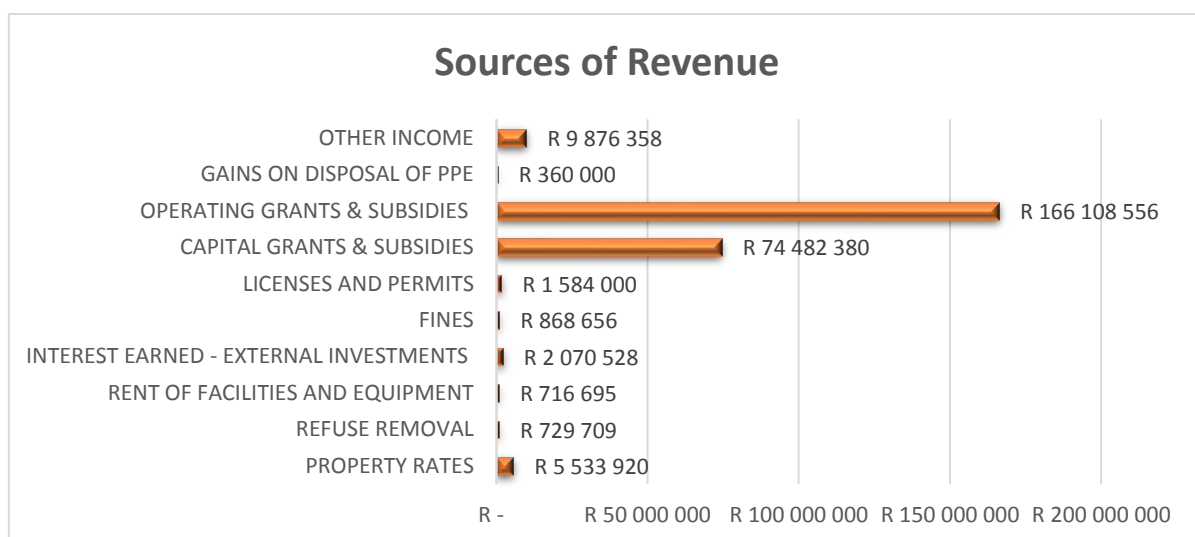 Sources of Revenue
OTHER INCOME R 9 876 358
GAINS ON DISPOSAL OF PPE R 360 000
OPERATING GRANTS & SUBSIDIES R 166 108 556
CAPITAL GRANTS & SUBSIDIES R 74 482 380
LICENSES AND PERMITS R 1 584 000
FINES R 868 656
INTEREST EARNED - EXTERNAL INVESTMENTS R 2 070 528
RENT OF FACILITIES AND EQUIPMENT R 716 695
REFUSE REMOVAL R 729 709
PROPERTY RATES R 5 533 920
R - R 50 000 000 R 100 000 000 R 150 000 000 R 200 000 000